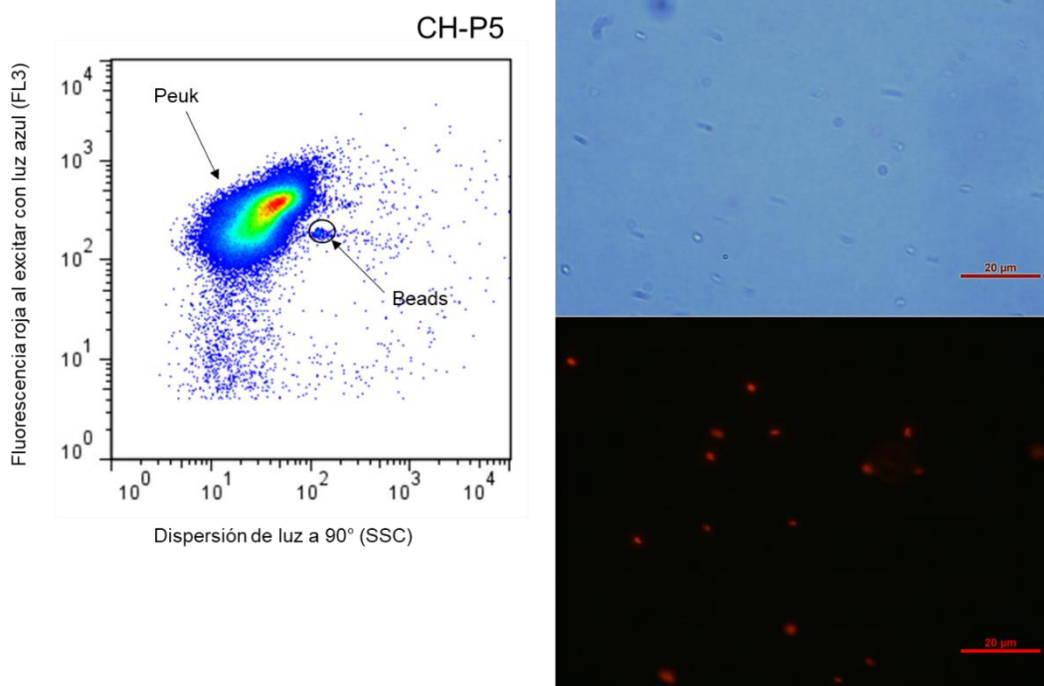 CH-P5
Fluorescencia roja al excitar con luz azul (FL3)
10^4
10^3
10^2
10^1
10^0
Peuk
Beads
10^0 10^1 10^2 10^3 10^4
Dispersión de luz a 90° (SSC)
20 µm
20 µm